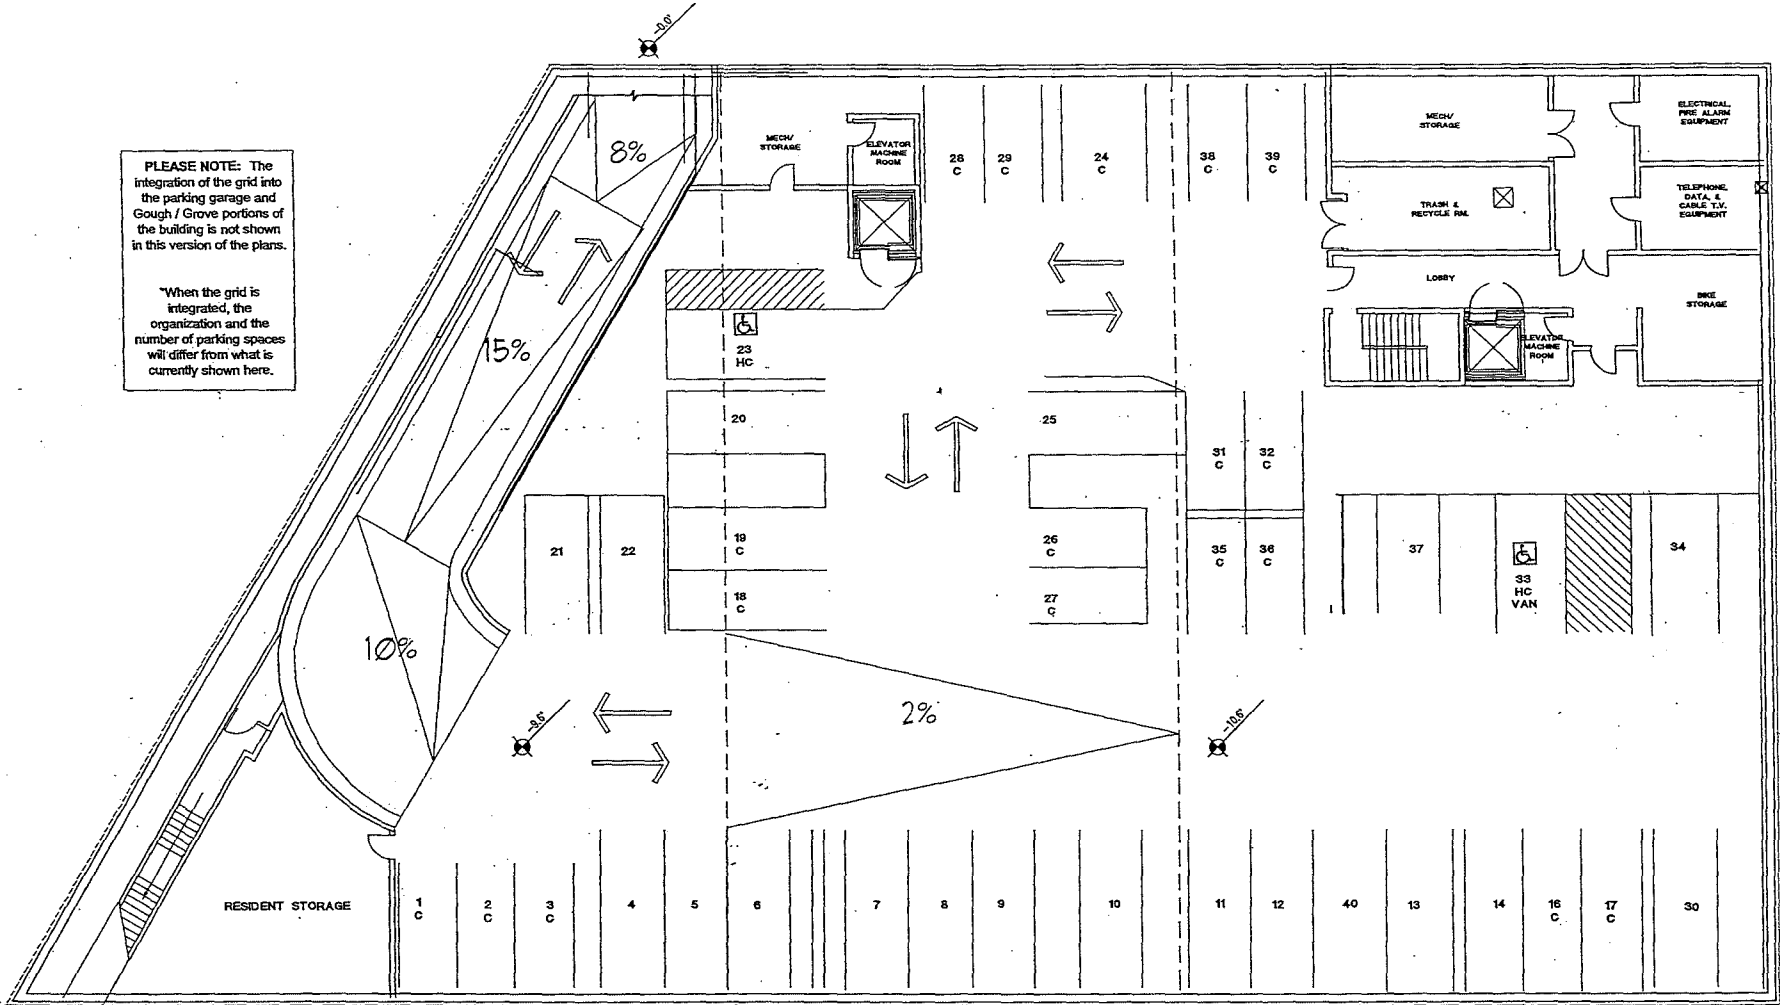 -0.0"
PLEASE NOTE: The
integration of the grid into
the parking garage and
Gough / Grove portions of
the building is not shown
in this version of the plans.
"When the grid is
integrated, the
organization and the
number of parking spaces
will differ from what is
currently shown here.
8%
15%
10%
2%
MECH/
STORAGE
ELEVATOR
MACHINE
ROOM
28
C
29
C
24
C
38
C
39
C
MECH/
STORAGE
ELECTRICAL,
FIRE ALARM
EQUIPMENT
TRASH &
RECYCLE RM.
TELEPHONE,
DATA, &
CABLE T.V.
EQUIPMENT
LOBBY
BIKE
STORAGE
ELEVATOR
MACHINE
ROOM
23
HC
20
25
31
C
32
C
21
22
19
C
26
C
35
C
36
C
37
33
HC
VAN
34
18
C
27
C
-9.6"
-10.6"
RESIDENT STORAGE
1
C
2
C
3
C
4
5
6
7
8
9
10
11
12
40
13
14
16
C
17
C
30